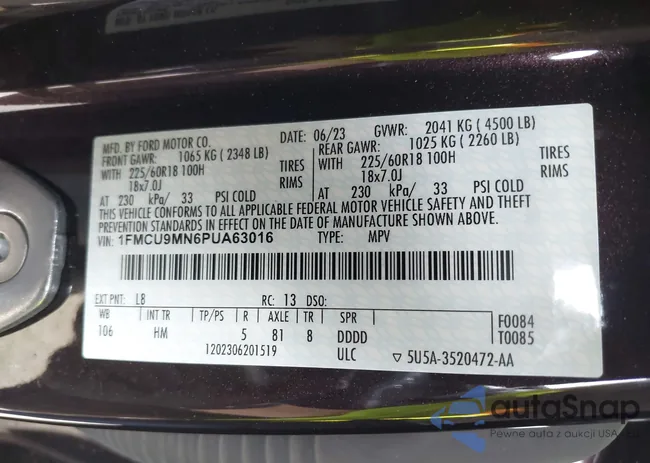 MFD. BY FORD MOTOR CO.
DATE: 06/23 GVWR: 2041 KG ( 4500 LB)
FRONT GAWR: 1065 KG ( 2348 LB)
REAR GAWR: 1025 KG ( 2260 LB)
WITH 225/60R18 100H TIRES
WITH 225/60R18 100H TIRES
18x7.0J RIMS
18x7.0J RIMS
AT 230 kPa/ 33 PSI COLD
AT 230 kPa/ 33 PSI COLD
THIS VEHICLE CONFORMS TO ALL APPLICABLE FEDERAL MOTOR VEHICLE SAFETY AND THEFT
PREVENTION STANDARDS IN EFFECT ON THE DATE OF MANUFACTURE SHOWN ABOVE.
VIN: 1FMCU9MN6PUA63016 TYPE: MPV
EXT PNT: L8 RC: 13 DSO:
WB INT TR TP/PS R AXLE TR SPR
106 HM 5 81 8 DDDD
F0084
T0085
1202306201519 ULC ▽ 5U5A-3520472-AA
autaSnap
Pewne auta z aukcji USA